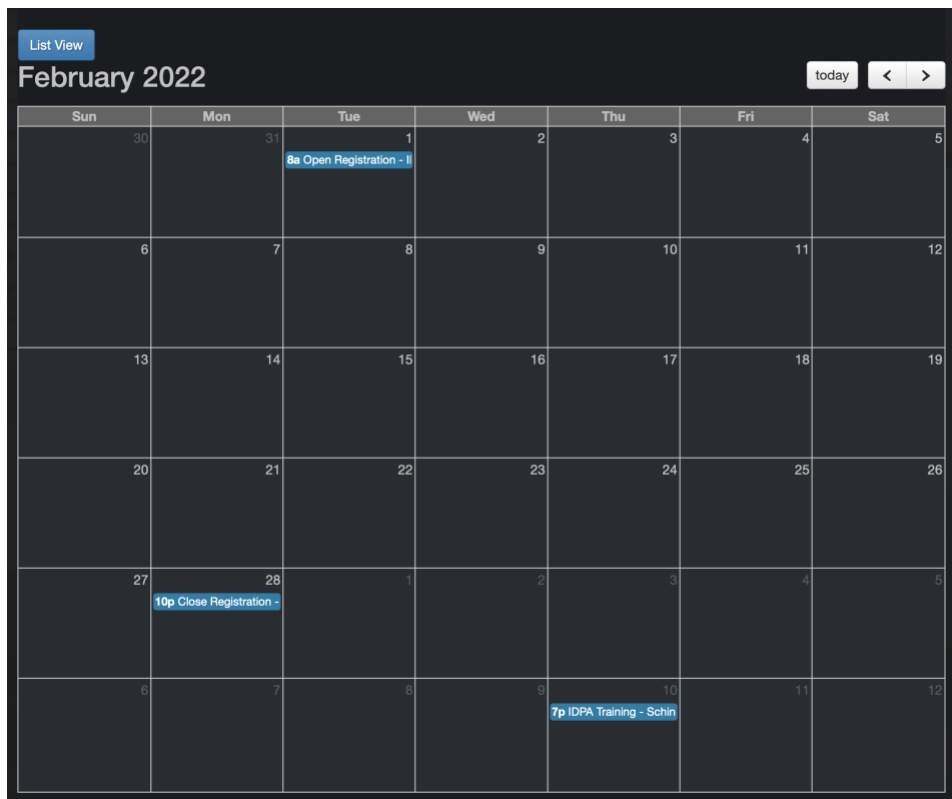 List View
February 2022
today < >
Sun Mon Tue Wed Thu Fri Sat
30 31 1 2 3 4 5
8a Open Registration - II
6 7 8 9 10 11 12
13 14 15 16 17 18 19
20 21 22 23 24 25 26
27 28 1 2 3 4 5
10p Close Registration -
6 7 8 9 10 11 12
7p IDPA Training - Schin